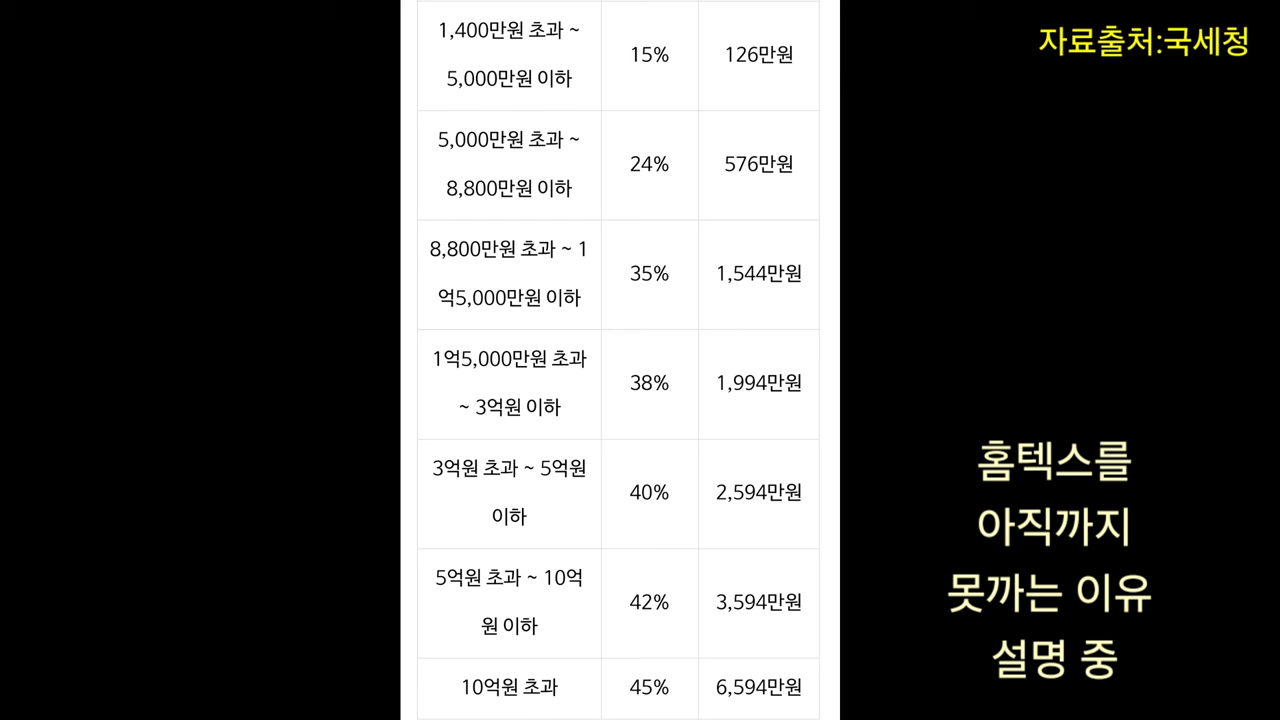 자료출처:국세청
1,400만원 초과 ~
5,000만원 이하
15%
126만원
5,000만원 초과 ~
8,800만원 이하
24%
576만원
8,800만원 초과 ~ 1
억5,000만원 이하
35%
1,544만원
1억5,000만원 초과
~ 3억원 이하
38%
1,994만원
3억원 초과 ~ 5억원
이하
40%
2,594만원
5억원 초과 ~ 10억
원 이하
42%
3,594만원
10억원 초과
45%
6,594만원
홈텍스를
아직까지
못까는 이유
설명 중